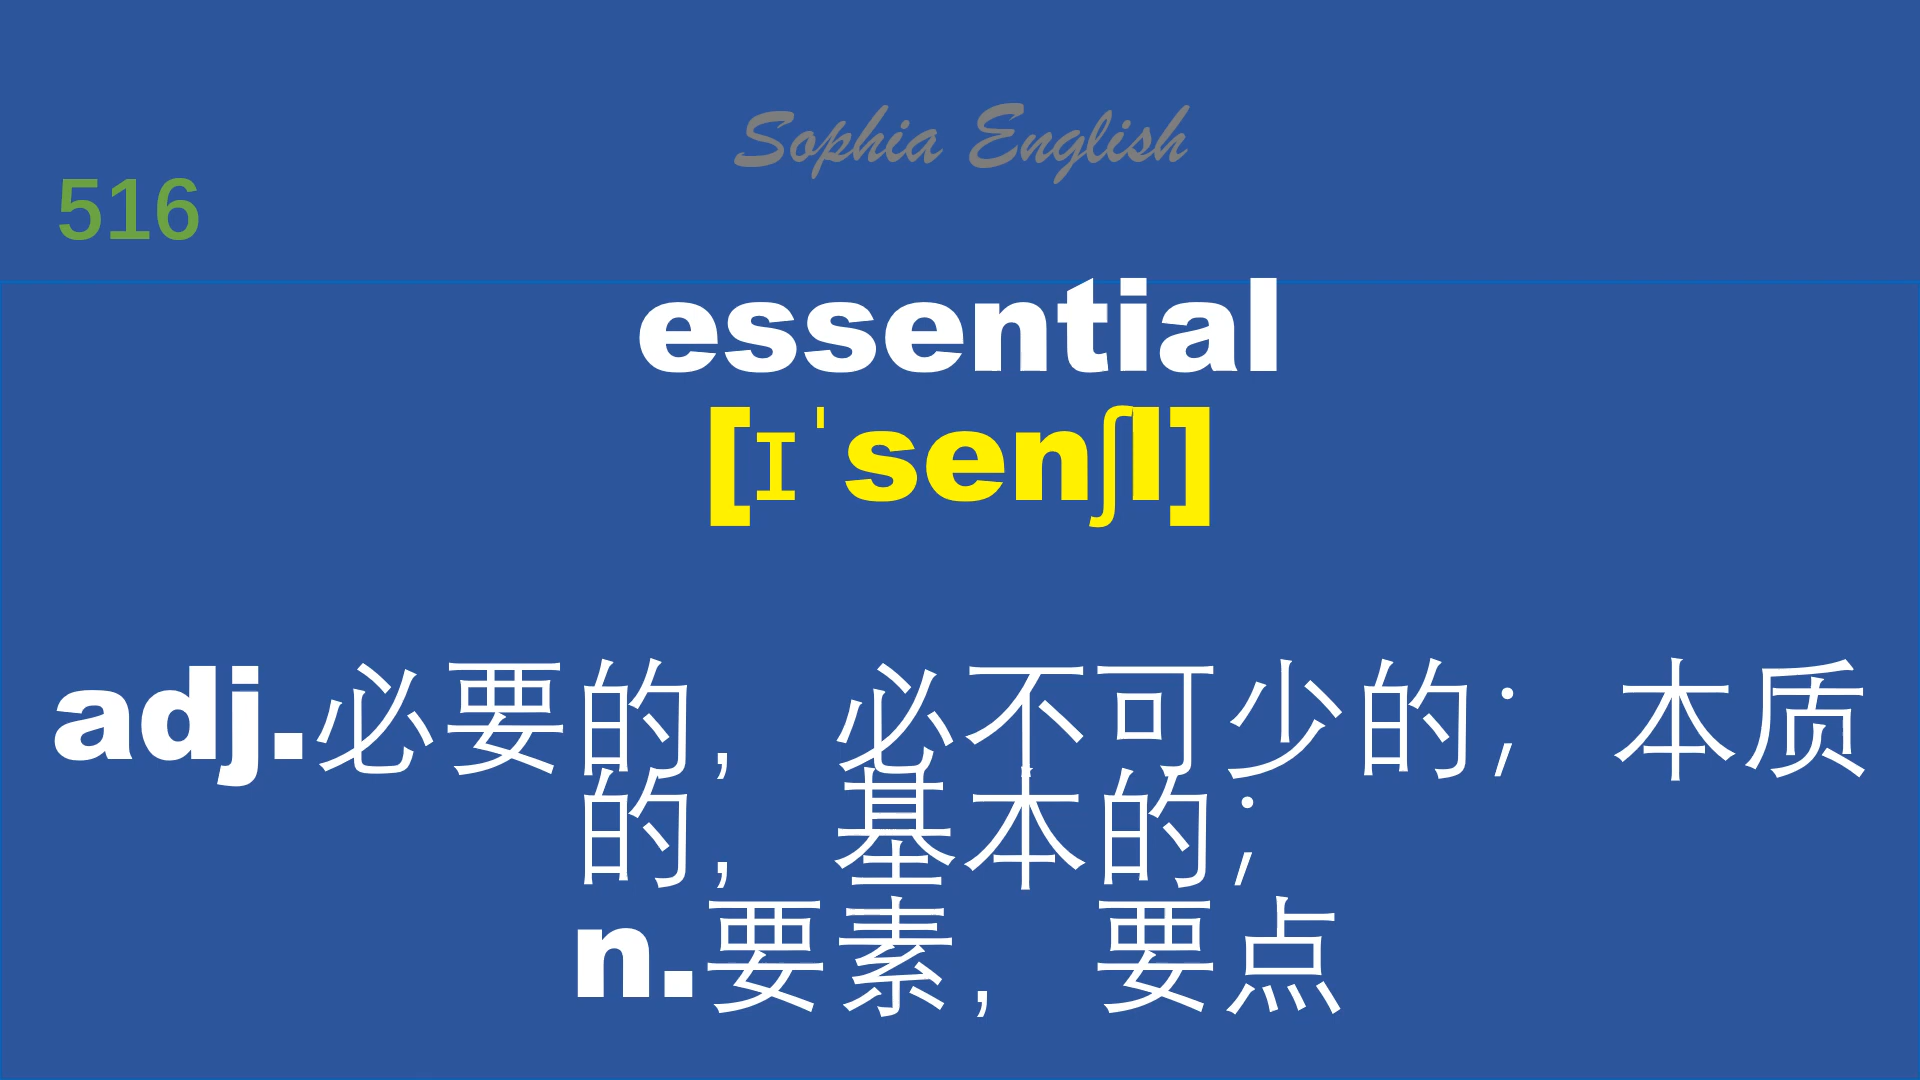 Sophia English
516
essential
[ɪˈsenʃl]
adj.必要的，必不可少的；本质
的，基本的；
n.要素，要点